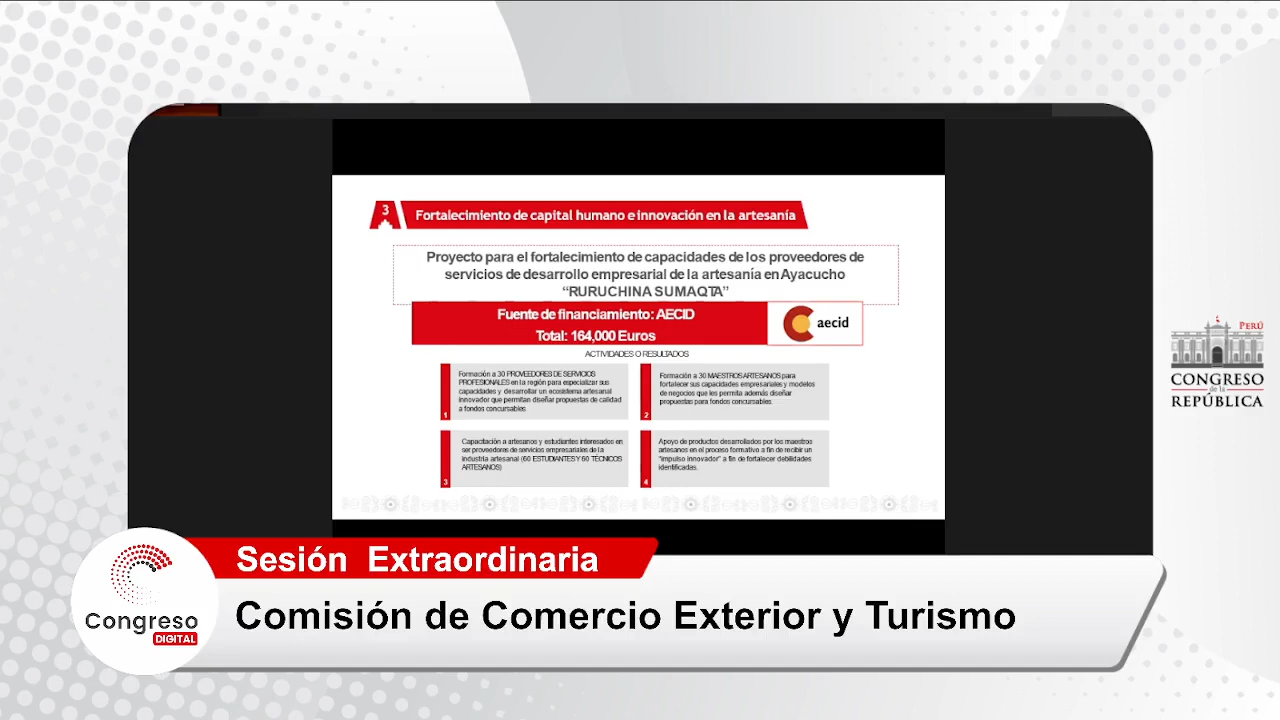 3
Fortalecimiento de capital humano e innovación en la artesanía
Proyecto para el fortalecimiento de capacidades de los proveedores de
servicios de desarrollo empresarial de la artesanía en Ayacucho
“RURUCHINA SUMAQTA”
Fuente de financiamiento: AECID
Total: 164,000 Euros
aecid
ACTIVIDADES O RESULTADOS
Formación a 30 PROVEEDORES DE SERVICIOS
PROFESIONALES en la región para especializar sus
capacidades y desarrollar un ecosistema artesanal
innovador que permitan diseñar propuestas de calidad
a fondos concursables.
1
Formación a 30 MAESTROS ARTESANOS para
fortalecer sus capacidades empresariales y modelos
de negocios que les permita además diseñar
propuestas para fondos concursables.
2
Capacitación a artesanos y estudiantes interesados en
ser proveedores de servicios empresariales de la
industria artesanal (60 ESTUDIANTES Y 60 TÉCNICOS
ARTESANOS)
3
Apoyo de productos desarrollados por los maestros
artesanos en el proceso formativo a fin de recibir un
“impulso innovador” a fin de fortalecer debilidades
identificadas.
4
PERÚ
CONGRESO
de la
REPÚBLICA
Sesión Extraordinaria
Comisión de Comercio Exterior y Turismo
Congreso
DIGITAL